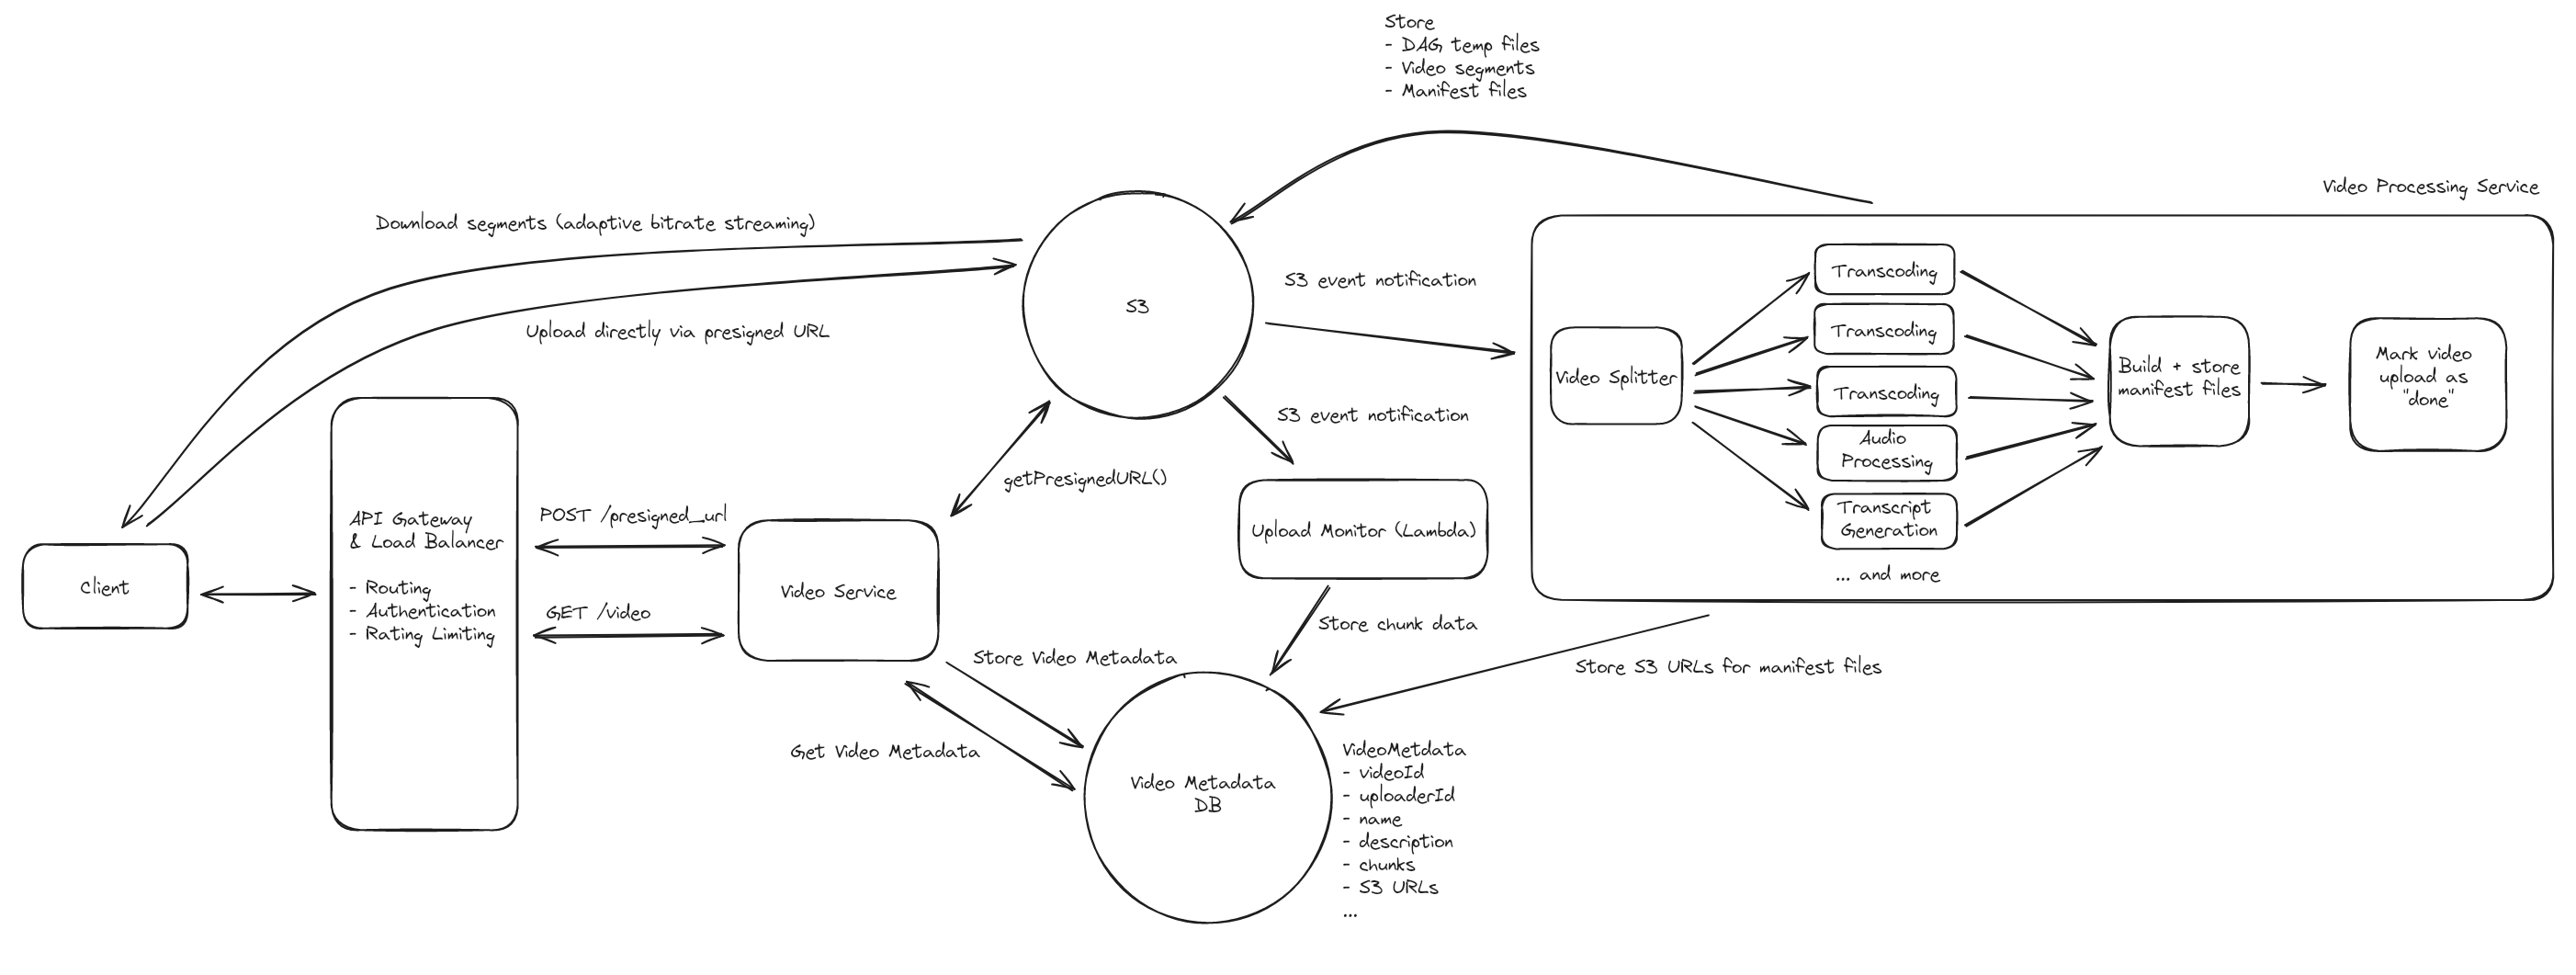 Store
- DAG temp files
- Video segments
- Manifest files
Video Processing Service
Download segments (adaptive bitrate streaming)
Upload directly via presigned URL
S3
S3 event notification
S3 event notification
getPresignedURL()
Video Splitter
Transcoding
Transcoding
Transcoding
Audio
Processing
Transcript
Generation
... and more
Build + store
manifest files
Mark video
upload as
"done"
Client
API Gateway
& Load Balancer
- Routing
- Authentication
- Rating Limiting
POST /presigned_url
GET /video
Video Service
Upload Monitor (Lambda)
Store chunk data
Store S3 URLs for manifest files
Store Video Metadata
Get Video Metadata
Video Metadata
DB
VideoMetdata
- videoId
- uploaderId
- name
- description
- chunks
- S3 URLs
...